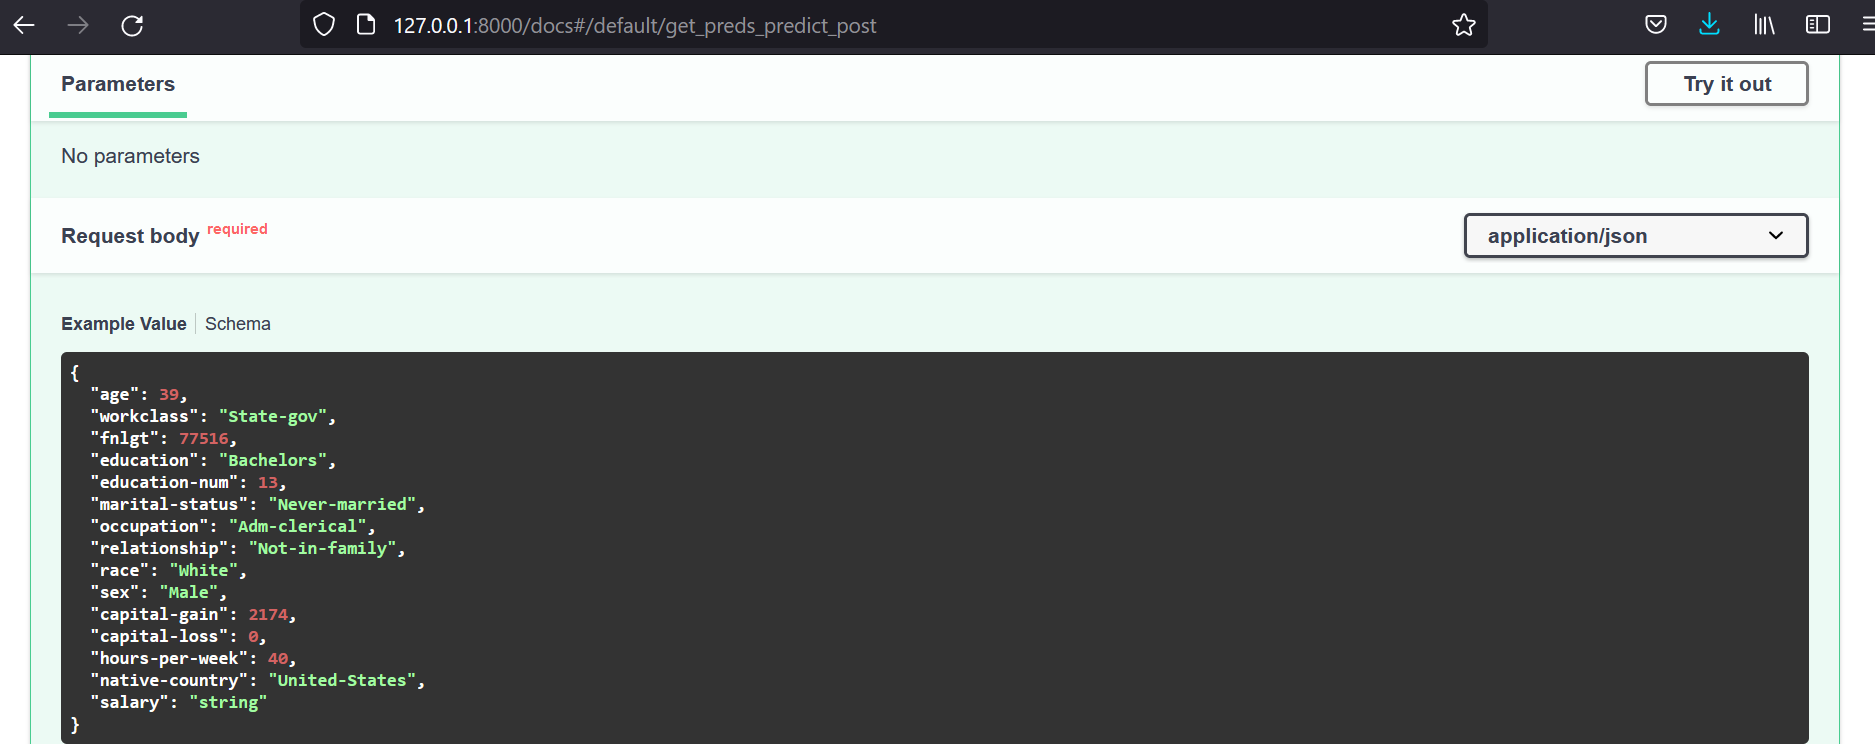 127.0.0.1:8000/docs#/default/get_preds_predict_post
Parameters
Try it out
No parameters
Request body required
application/json
Example Value
Schema
{
  "age": 39,
  "workclass": "State-gov",
  "fnlgt": 77516,
  "education": "Bachelors",
  "education-num": 13,
  "marital-status": "Never-married",
  "occupation": "Adm-clerical",
  "relationship": "Not-in-family",
  "race": "White",
  "sex": "Male",
  "capital-gain": 2174,
  "capital-loss": 0,
  "hours-per-week": 40,
  "native-country": "United-States",
  "salary": "string"
}